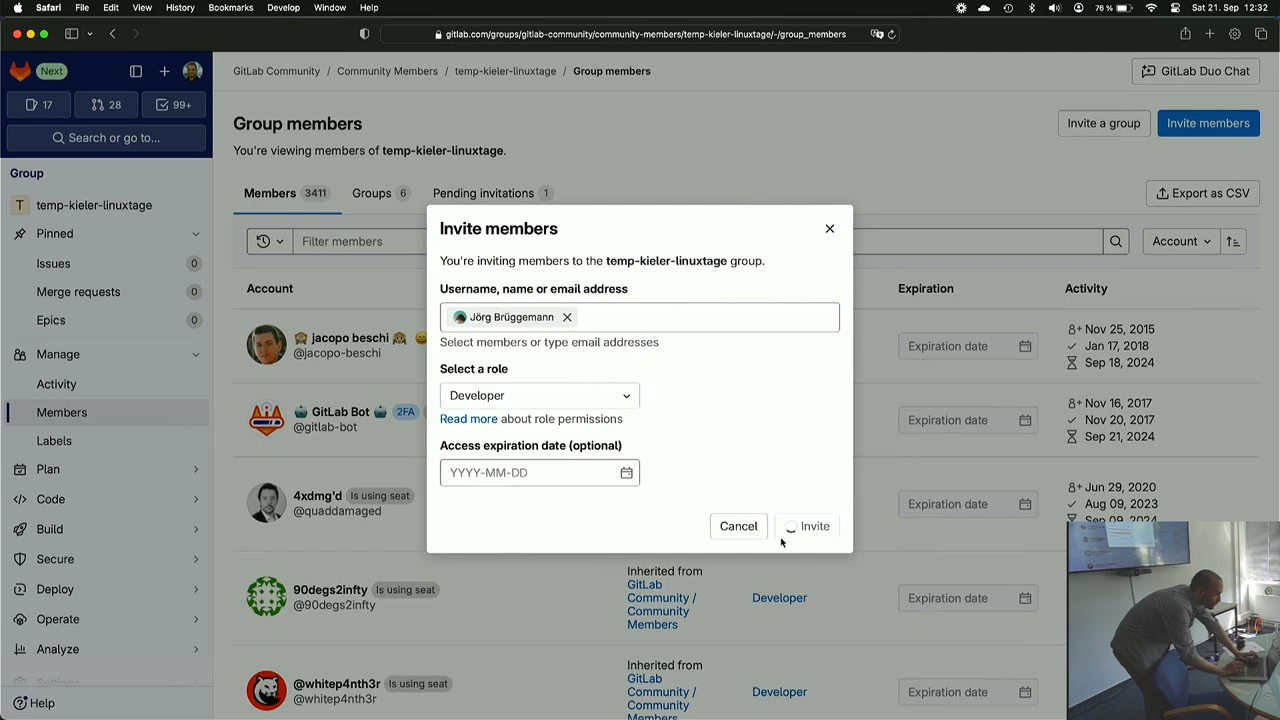 Safari File Edit View History Bookmarks Develop Window Help 76 % Sat 21. Sep 12:32
gitlab.com/groups/gitlab-community/community-members/temp-kieler-linuxtage/-/group_members
Next
GitLab Community / Community Members / temp-kieler-linuxtage / Group members
GitLab Duo Chat
17 28 99+
Search or go to...
Group members
Invite a group Invite members
You're viewing members of temp-kieler-linuxtage.
Group
temp-kieler-linuxtage
T
Pinned
Issues 0
Merge requests 0
Epics 0
Manage
Activity
Members
Labels
Plan
Code
Build
Secure
Deploy
Operate
Analyze
Settings
Help
Members 3411 Groups 6 Pending invitations 1
Export as CSV
Filter members
Account
Account Expiration Activity
jacopo beschi
@jacopo-beschi
Expiration date
Nov 25, 2015
Jan 17, 2018
Sep 18, 2024
GitLab Bot 2FA
@gitlab-bot
Expiration date
Nov 16, 2017
Nov 20, 2017
Sep 21, 2024
4xdmg'd Is using seat
@quaddamaged
Expiration date
Jun 29, 2020
Aug 09, 2023
Sep 09, 2024
90degs2infty Is using seat
@90degs2infty
Inherited from
GitLab
Community /
Community
Members
Developer
Expiration date
@whitep4nth3r Is using seat
@whitep4nth3r
Inherited from
GitLab
Community /
Community
Members
Developer
Expiration date
Invite members
You're inviting members to the temp-kieler-linuxtage group.
Username, name or email address
Jörg Brüggemann
Select members or type email addresses
Select a role
Developer
Read more about role permissions
Access expiration date (optional)
YYYY-MM-DD
Cancel Invite